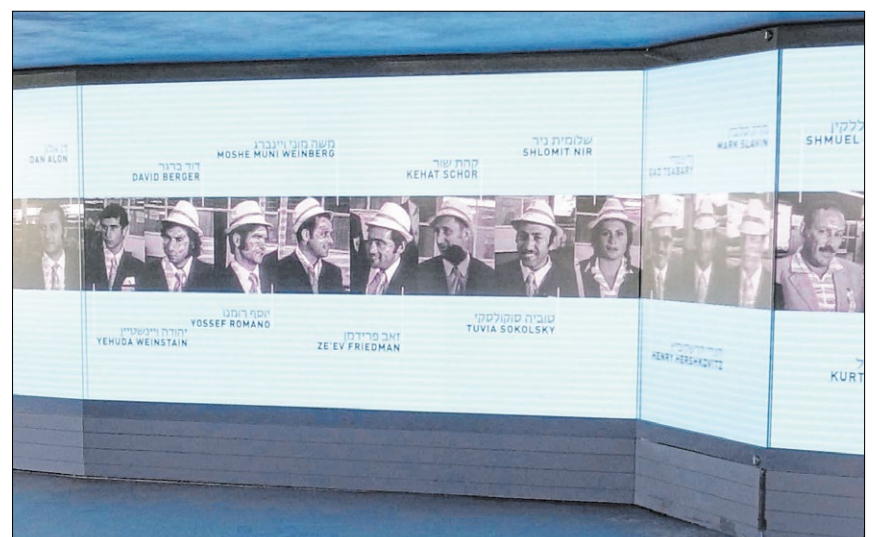 דן אלון
DAN ALON
דוד ברגר
DAVID BERGER
משה מוני ויינברג
MOSHE MUNI WEINBERG
קהת שור
KEHAT SCHOR
שלומית ניר
SHLOMIT NIR
GAD TSABARY
MARK SLAVIN
ללקין
SHMUEL
יהודה ויינשטיין
YEHUDA WEINSTAIN
יוסף רומנו
YOSSEF ROMANO
זאב פרידמן
ZE'EV FRIEDMAN
טוביה סוקולסקי
TUVIA SOKOLSKY
HENRY HERSHKOVITZ
KURT